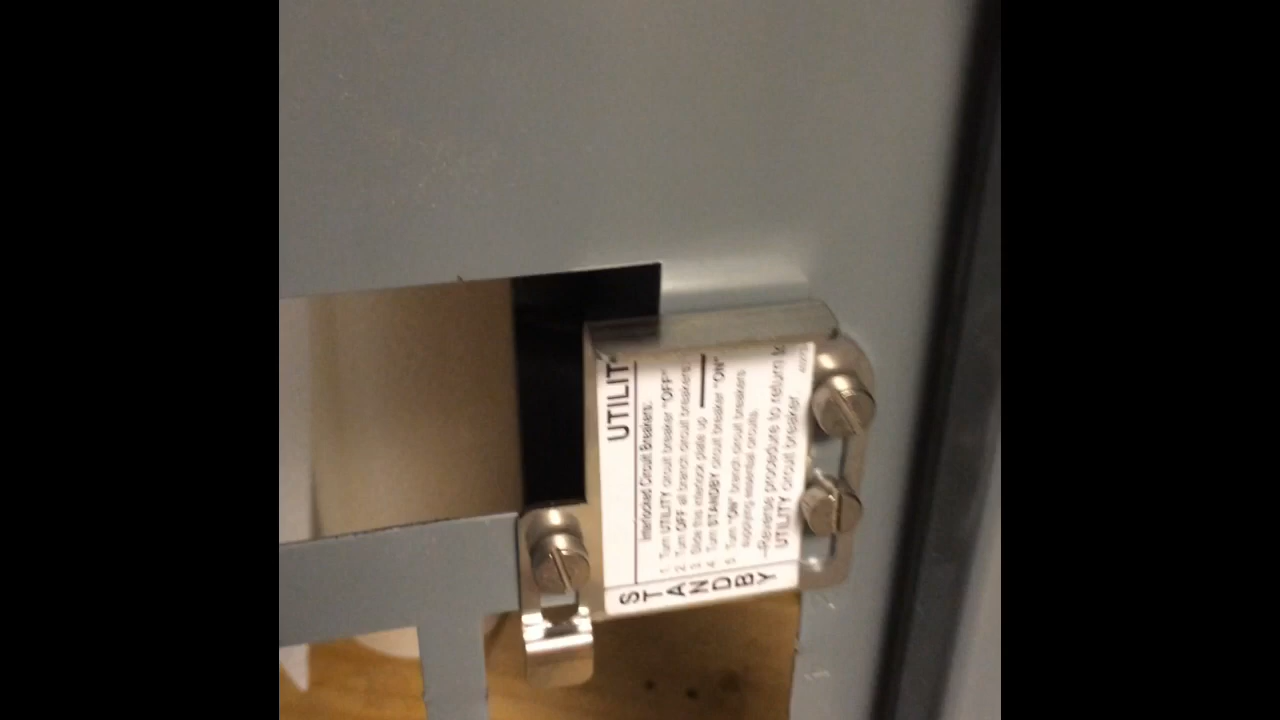 UTILIT
Interlocked Circuit Breakers:
1. Turn UTILITY circuit breaker "OFF"
2. Turn OFF all branch circuit breakers.
3. Slide this interlock plate up
4. Turn STANDBY circuit breaker "ON"
5. Turn "ON" branch circuit breakers
supplying essential circuits.
Reverse procedure to return to
UTILITY circuit breaker.
STANDBY